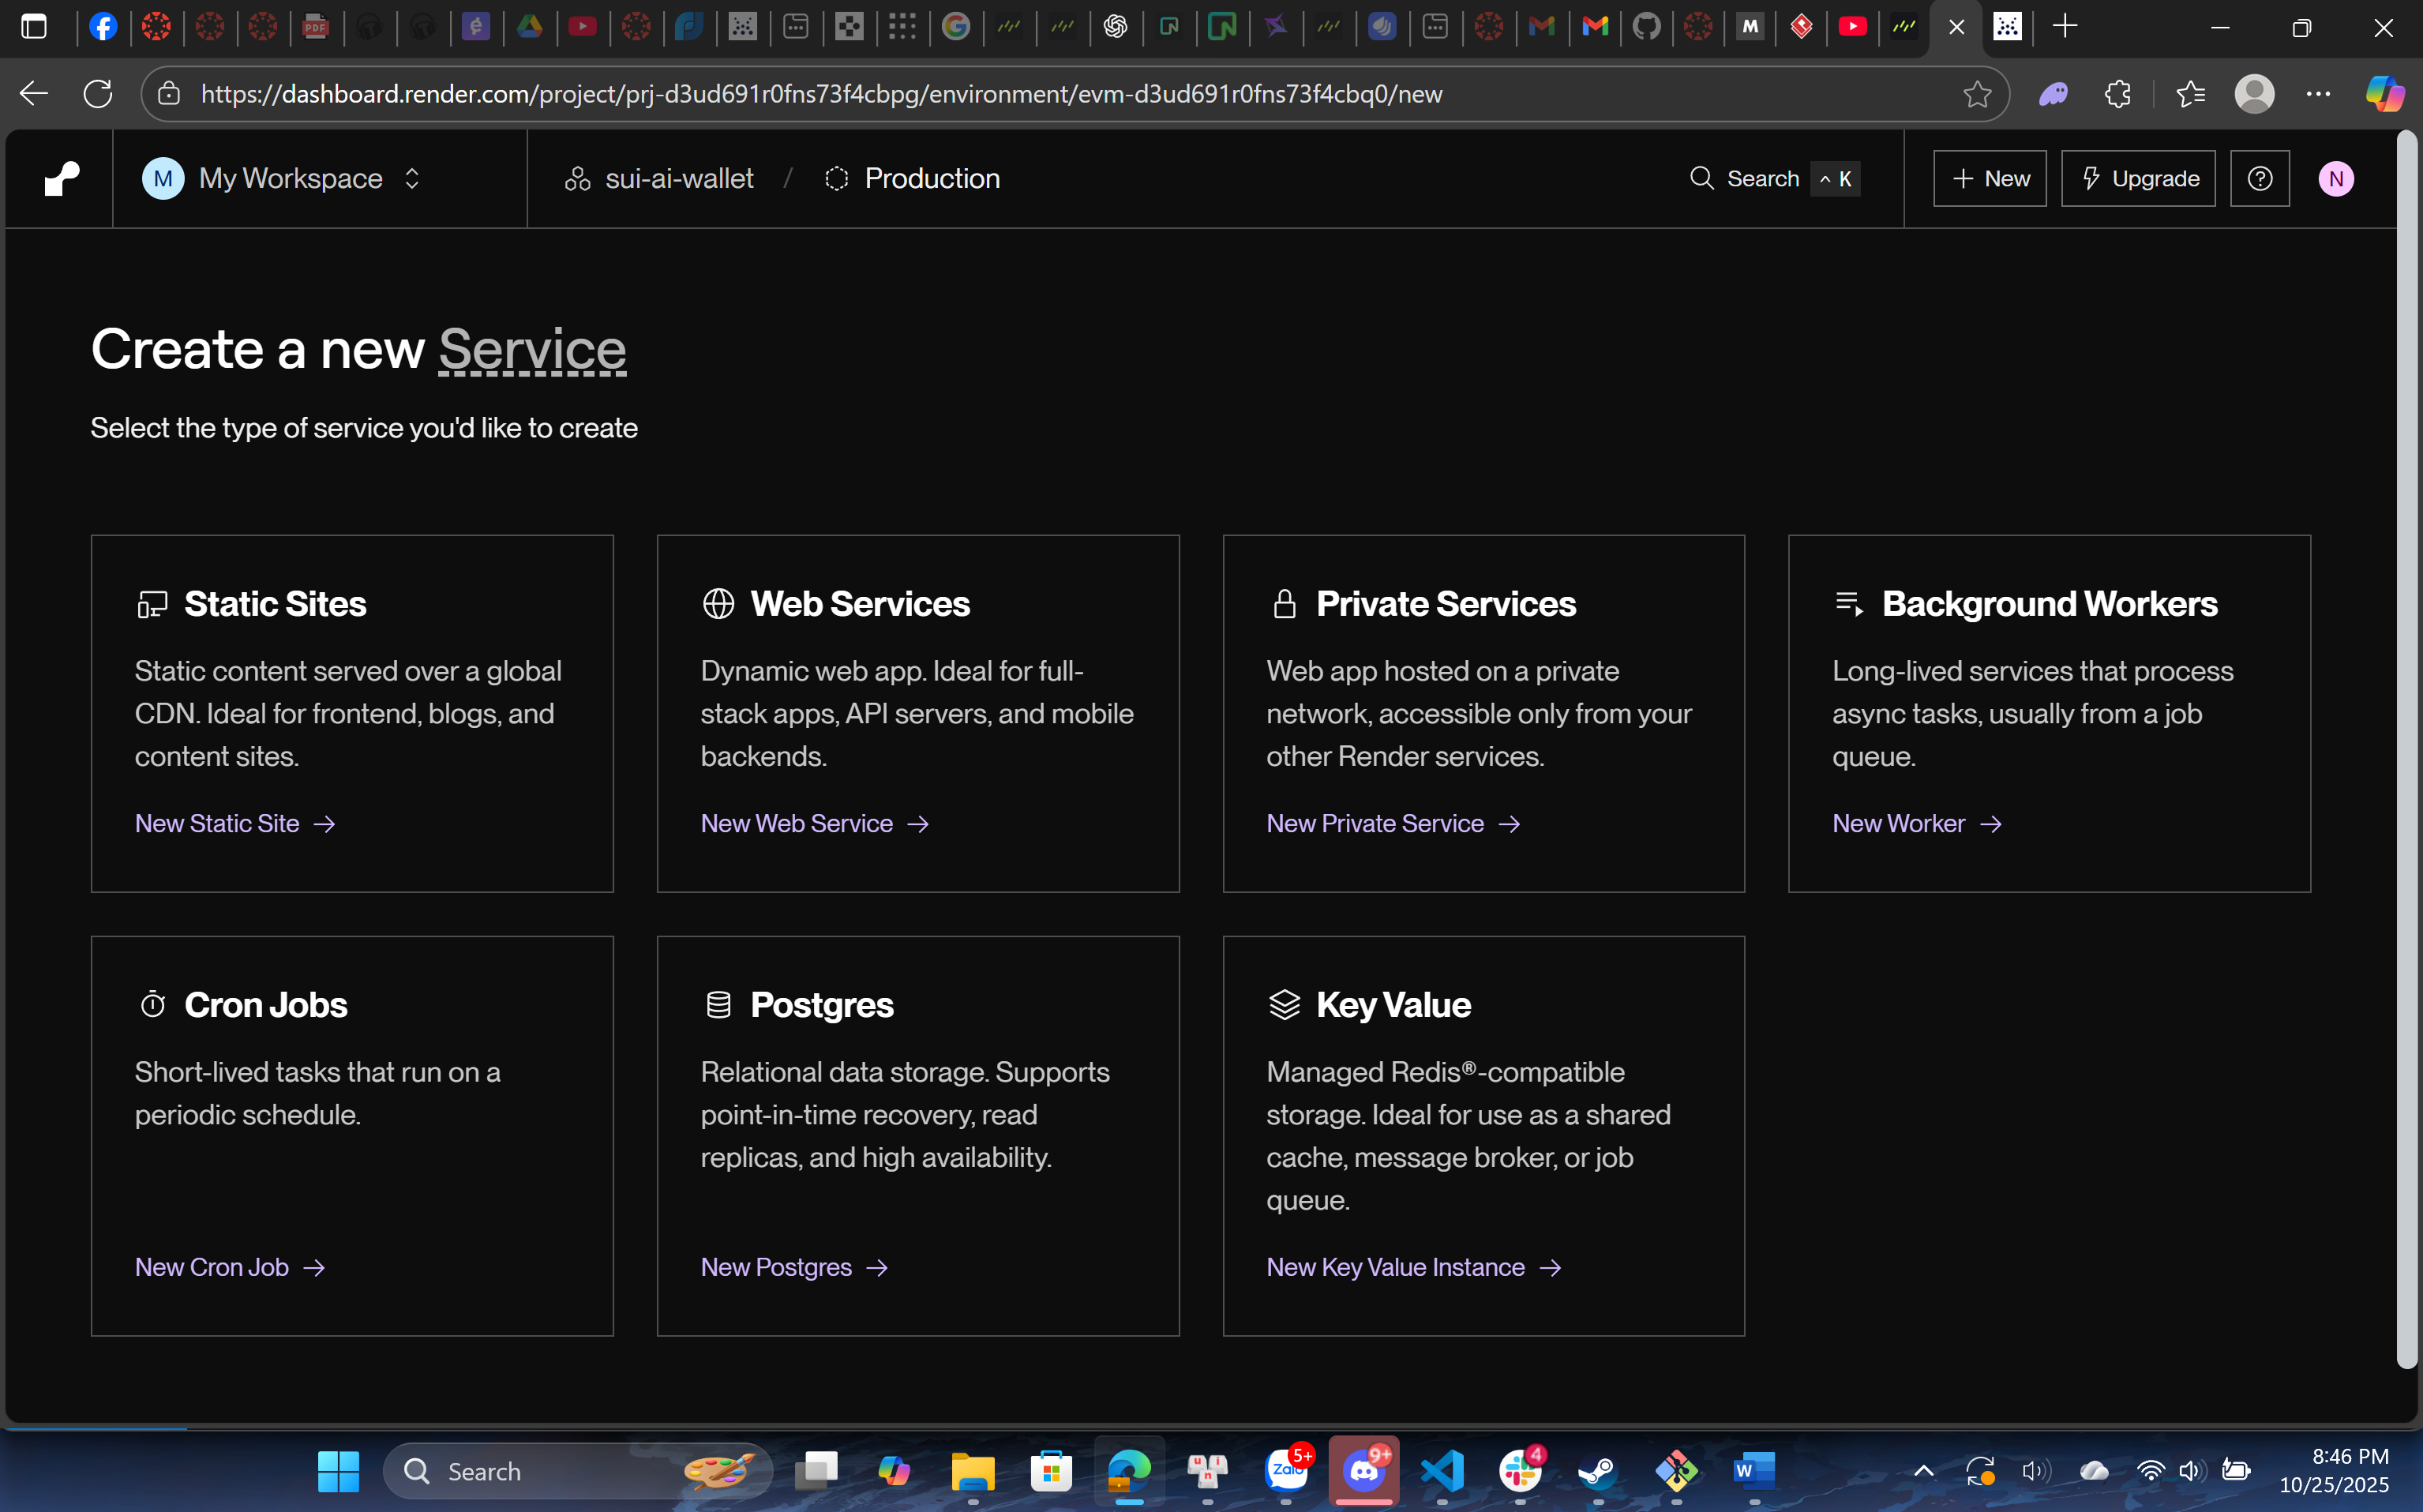 PDF
M
https://dashboard.render.com/project/prj-d3ud691r0fns73f4cbpg/environment/evm-d3ud691r0fns73f4cbq0/new
M My Workspace
sui-ai-wallet / Production
Search ^ K
+ New
Upgrade
N
Create a new Service
Select the type of service you'd like to create
Static Sites
Static content served over a global
CDN. Ideal for frontend, blogs, and
content sites.
New Static Site →
Web Services
Dynamic web app. Ideal for full-
stack apps, API servers, and mobile
backends.
New Web Service →
Private Services
Web app hosted on a private
network, accessible only from your
other Render services.
New Private Service →
Background Workers
Long-lived services that process
async tasks, usually from a job
queue.
New Worker →
Cron Jobs
Short-lived tasks that run on a
periodic schedule.
New Cron Job →
Postgres
Relational data storage. Supports
point-in-time recovery, read
replicas, and high availability.
New Postgres →
Key Value
Managed Redis®-compatible
storage. Ideal for use as a shared
cache, message broker, or job
queue.
New Key Value Instance →
Search
u n i
Zalo 5+
9+
4
W
8:46 PM
10/25/2025